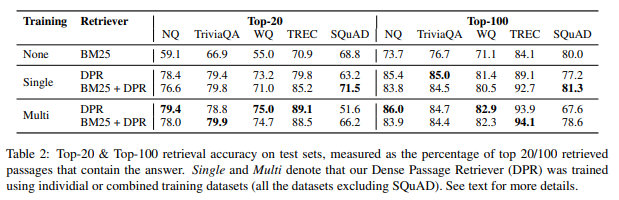 Training Retriever Top-20 Top-100
NQ TriviaQA WQ TREC SQuAD NQ TriviaQA WQ TREC SQuAD
None BM25 59.1 66.9 55.0 70.9 68.8 73.7 76.7 71.1 84.1 80.0
Single DPR 78.4 79.4 73.2 79.8 63.2 85.4 85.0 81.4 89.1 77.2
BM25 + DPR 76.6 79.8 71.0 85.2 71.5 83.8 84.5 80.5 92.7 81.3
Multi DPR 79.4 78.8 75.0 89.1 51.6 86.0 84.7 82.9 93.9 67.6
BM25 + DPR 78.0 79.9 74.7 88.5 66.2 83.9 84.4 82.3 94.1 78.6
Table 2: Top-20 & Top-100 retrieval accuracy on test sets, measured as the percentage of top 20/100 retrieved
passages that contain the answer. Single and Multi denote that our Dense Passage Retriever (DPR) was trained
using individial or combined training datasets (all the datasets excluding SQuAD). See text for more details.